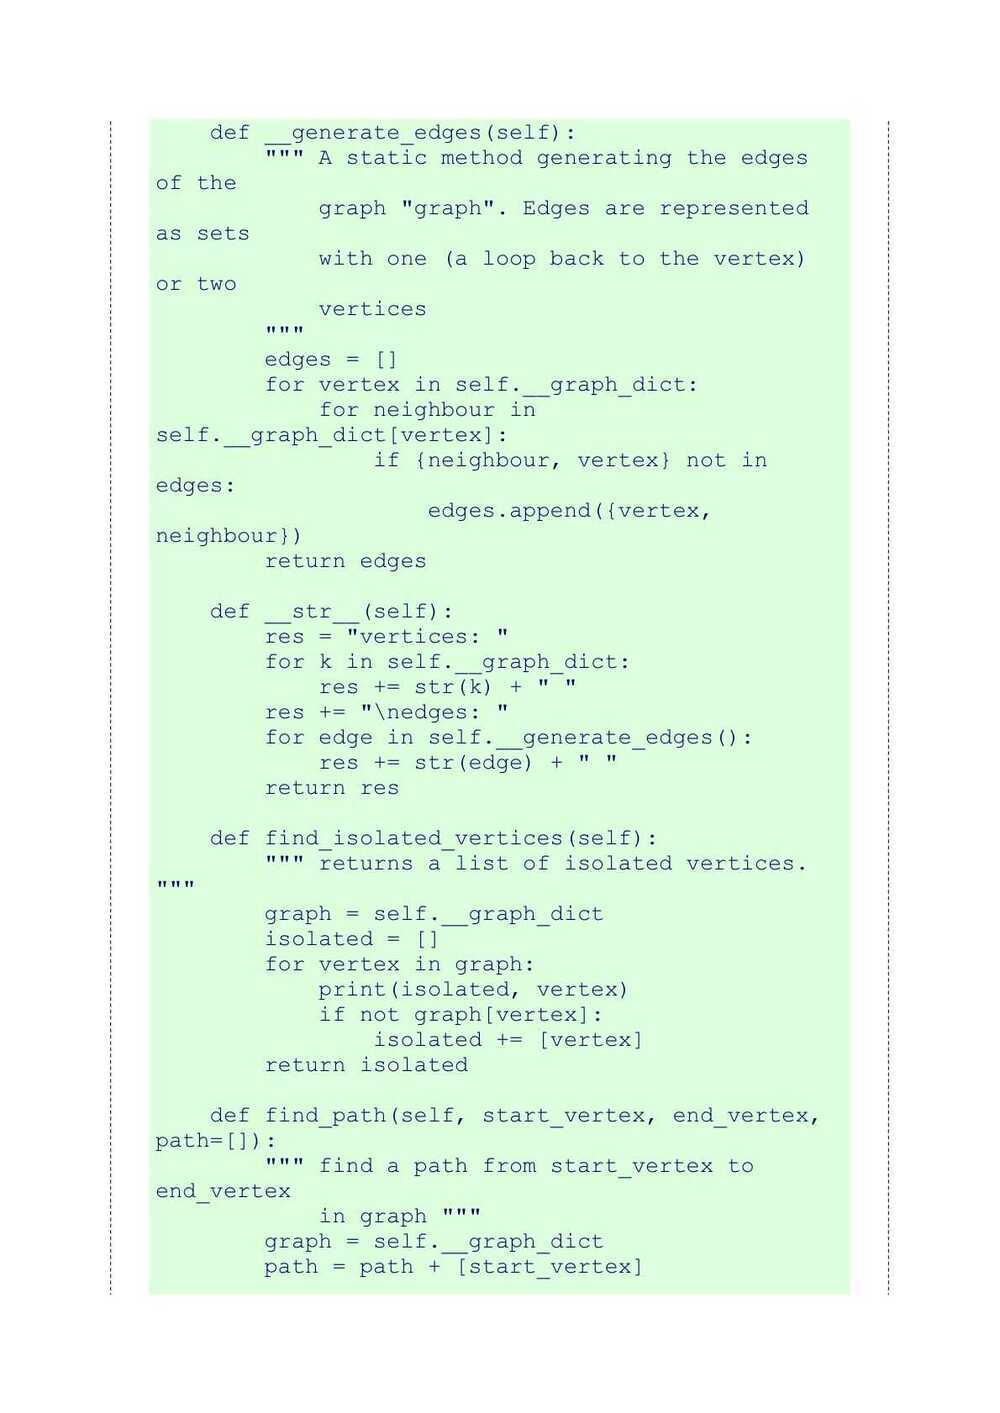 def __generate_edges(self):
        """ A static method generating the edges
of the
            graph "graph". Edges are represented
as sets
            with one (a loop back to the vertex)
or two
            vertices
        """
        edges = []
        for vertex in self.__graph_dict:
            for neighbour in
self.__graph_dict[vertex]:
                if {neighbour, vertex} not in
edges:
                    edges.append({vertex,
neighbour})
        return edges

    def __str__(self):
        res = "vertices: "
        for k in self.__graph_dict:
            res += str(k) + " "
        res += "\nedges: "
        for edge in self.__generate_edges():
            res += str(edge) + " "
        return res

    def find_isolated_vertices(self):
        """ returns a list of isolated vertices.
"""
        graph = self.__graph_dict
        isolated = []
        for vertex in graph:
            print(isolated, vertex)
            if not graph[vertex]:
                isolated += [vertex]
        return isolated

    def find_path(self, start_vertex, end_vertex,
path=[]):
        """ find a path from start_vertex to
end_vertex
            in graph """
        graph = self.__graph_dict
        path = path + [start_vertex]